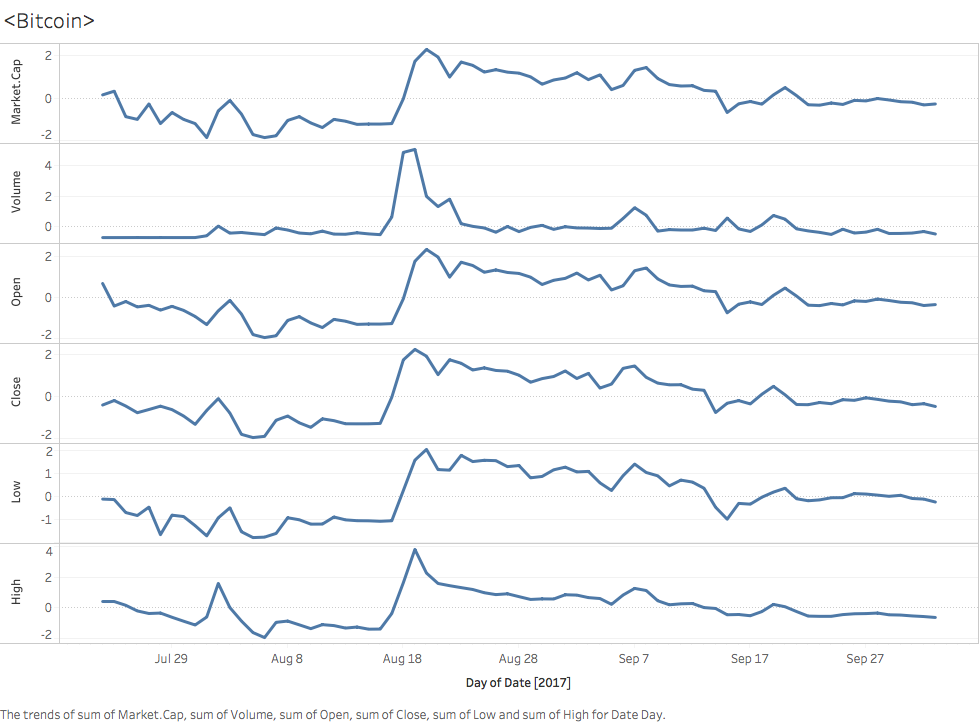 <Bitcoin>
Market.Cap
2
0
-2
Volume
4
2
0
Open
2
0
-2
Close
2
0
-2
Low
2
1
0
-1
High
4
2
0
-2
Jul 29 Aug 8 Aug 18 Aug 28 Sep 7 Sep 17 Sep 27
Day of Date [2017]
The trends of sum of Market.Cap, sum of Volume, sum of Open, sum of Close, sum of Low and sum of High for Date Day.